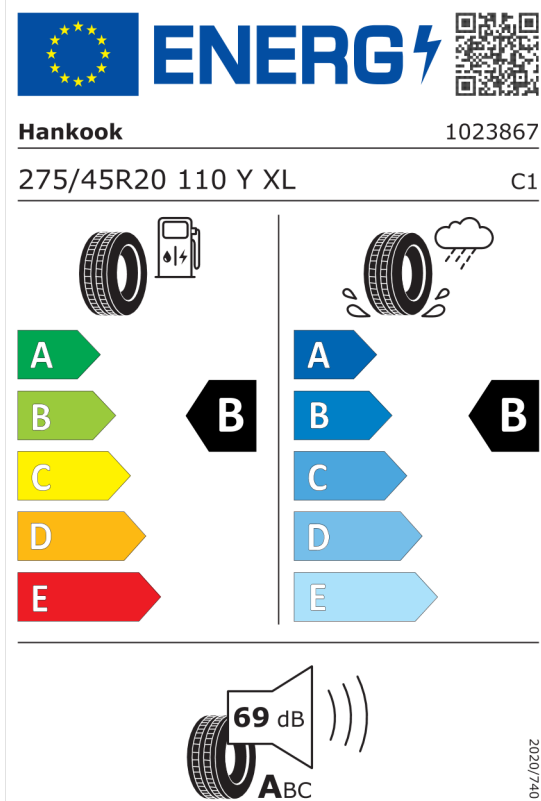 ENERG
Hankook 1023867
275/45R20 110 Y XL C1
A A
B B B B
C C
D D
E E
69 dB
ABC
2020/740